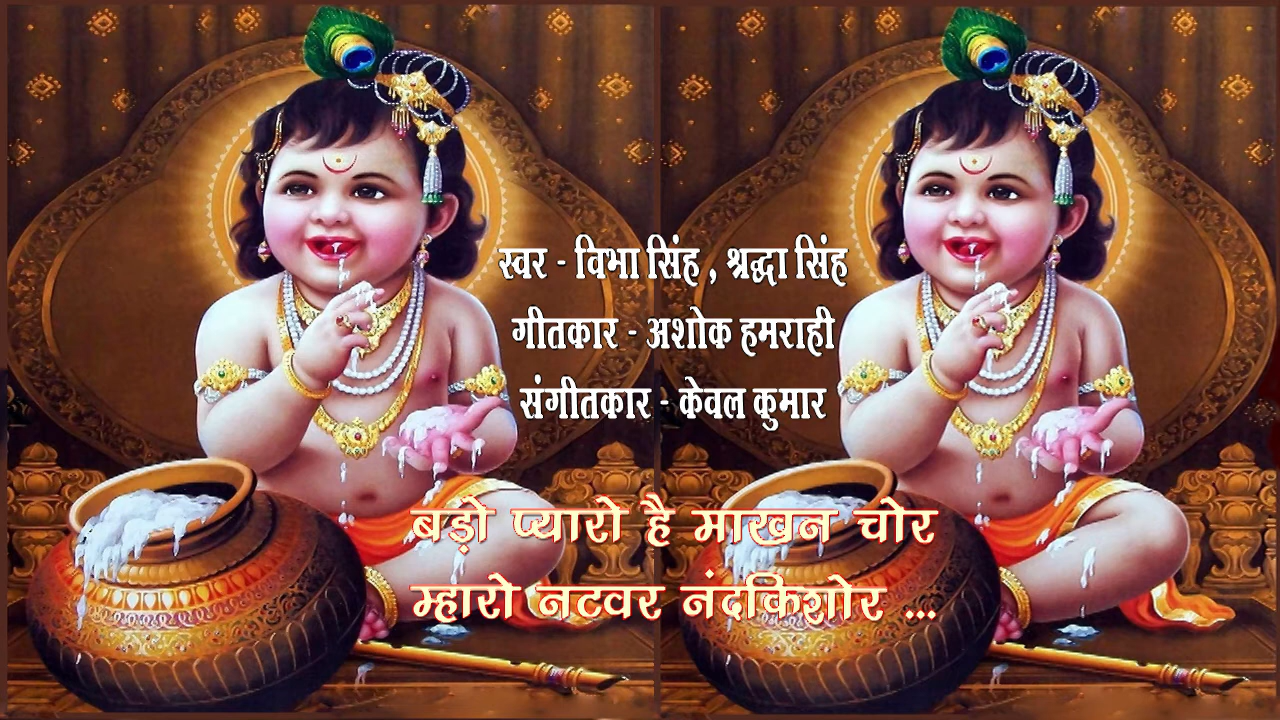 स्वर - विभा सिंह , श्रद्धा सिंह
गीतकार - अशोक हमराही
संगीतकार - केवल कुमार
बड़ो प्यारो है माखन चोर
म्हारो नटवर नंदकिशोर ...